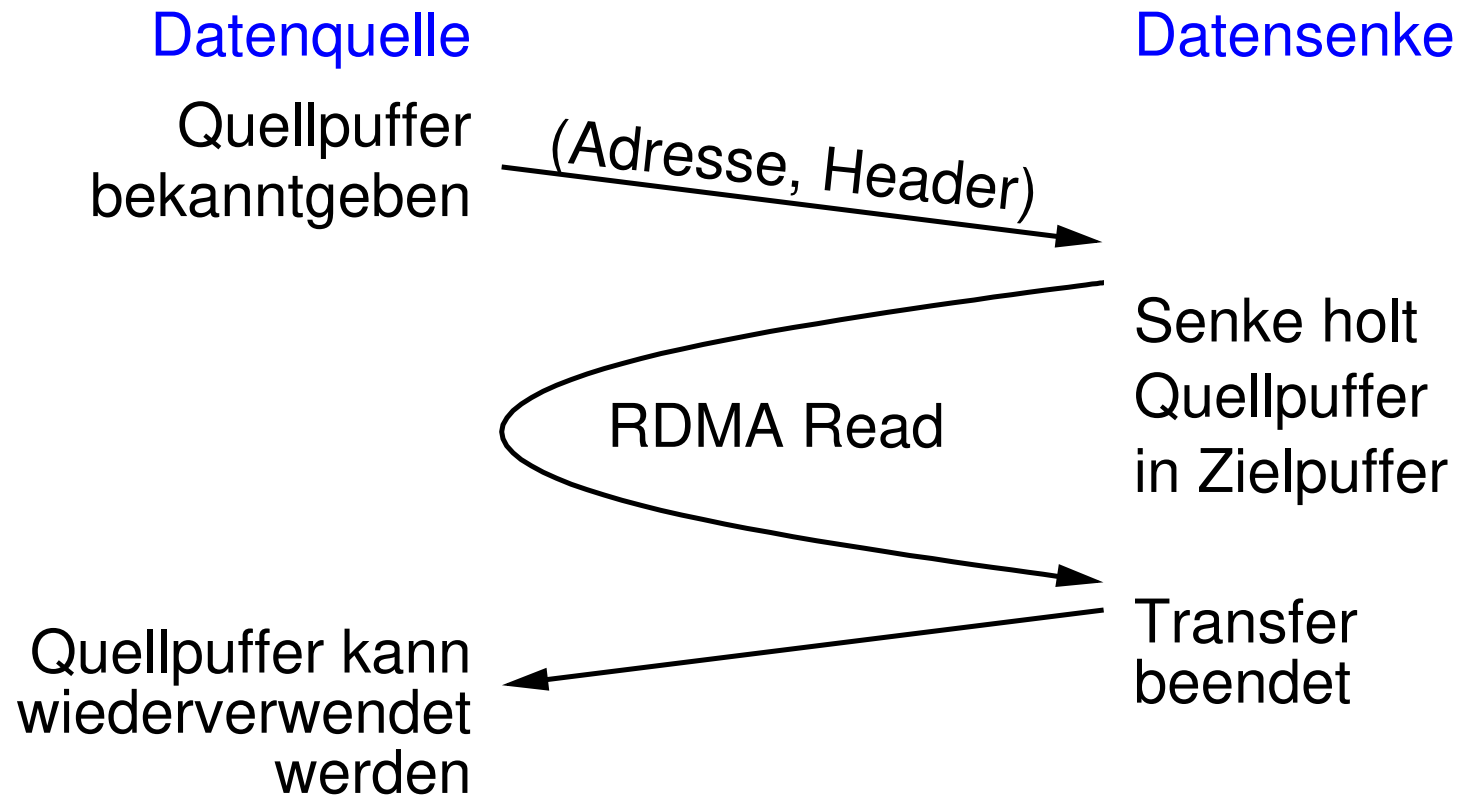 Datenquelle
Datensenke
Quellpuffer
bekanntgeben
(Adresse, Header)
Senke holt
Quellpuffer
in Zielpuffer
RDMA Read
Transfer
beendet
Quellpuffer kann
wiederverwendet
werden